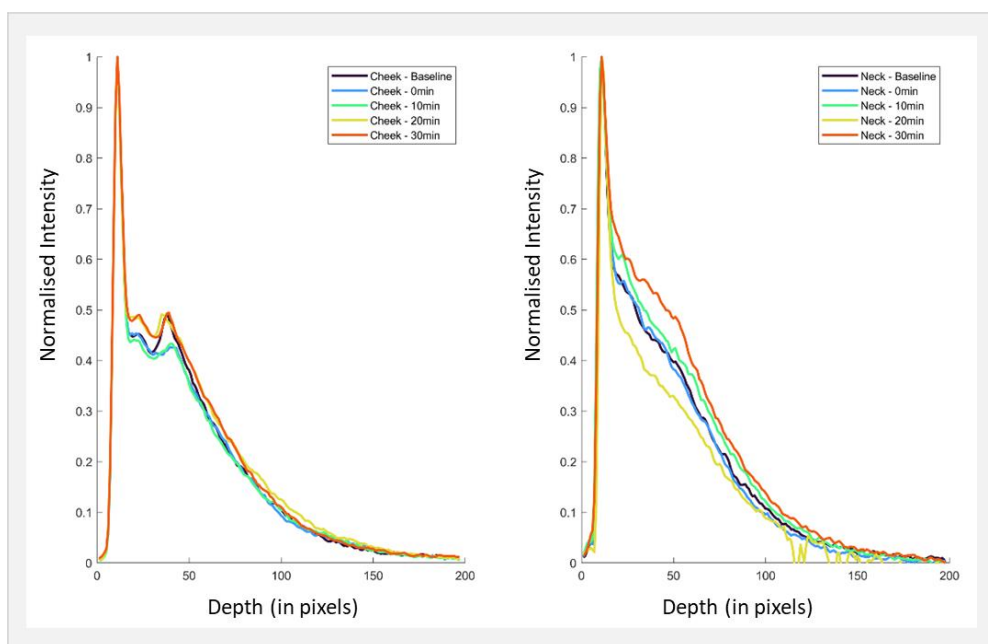 Normalised Intensity
1
0.9
0.8
0.7
0.6
0.5
0.4
0.3
0.2
0.1
0
0 50 100 150 200
Depth (in pixels)
Cheek - Baseline
Cheek - 0min
Cheek - 10min
Cheek - 20min
Cheek - 30min
Normalised Intensity
1
0.9
0.8
0.7
0.6
0.5
0.4
0.3
0.2
0.1
0
0 50 100 150 200
Depth (in pixels)
Neck - Baseline
Neck - 0min
Neck - 10min
Neck - 20min
Neck - 30min